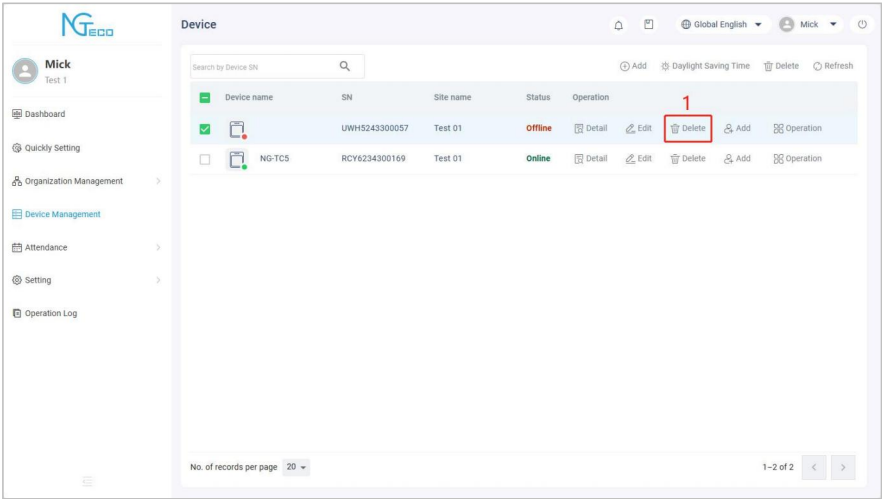 NGTECO
Device
Global English
Mick
Mick
Test 1
Search by Device SN
Add
Daylight Saving Time
Delete
Refresh
Device name SN Site name Status Operation
1
UWH5243300057 Test 01 Offline Detail Edit Delete Add Operation
NG-TC5 RCY6234300169 Test 01 Online Detail Edit Delete Add Operation
Dashboard
Quickly Setting
Organization Management
Device Management
Attendance
Setting
Operation Log
No. of records per page 20
1–2 of 2